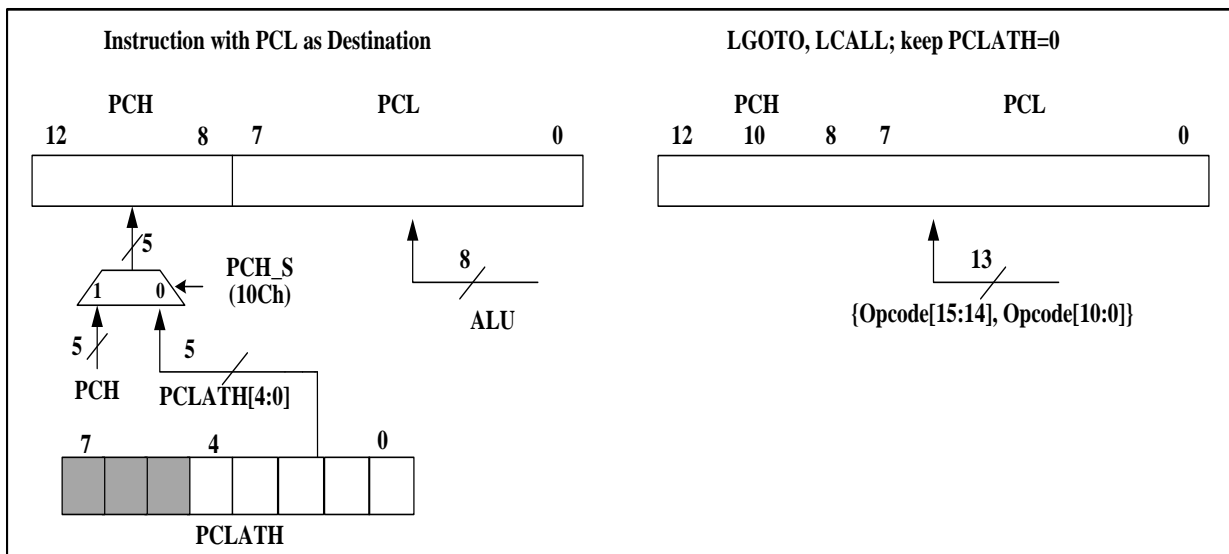 Instruction with PCL as Destination
PCH PCL
12 8 7 0
5
PCH_S
(10Ch)
1 0
8
ALU
5
PCH
5
PCLATH[4:0]
7 4 0
PCLATH
LGOTO, LCALL; keep PCLATH=0
PCH PCL
12 10 8 7 0
13
{Opcode[15:14], Opcode[10:0]}